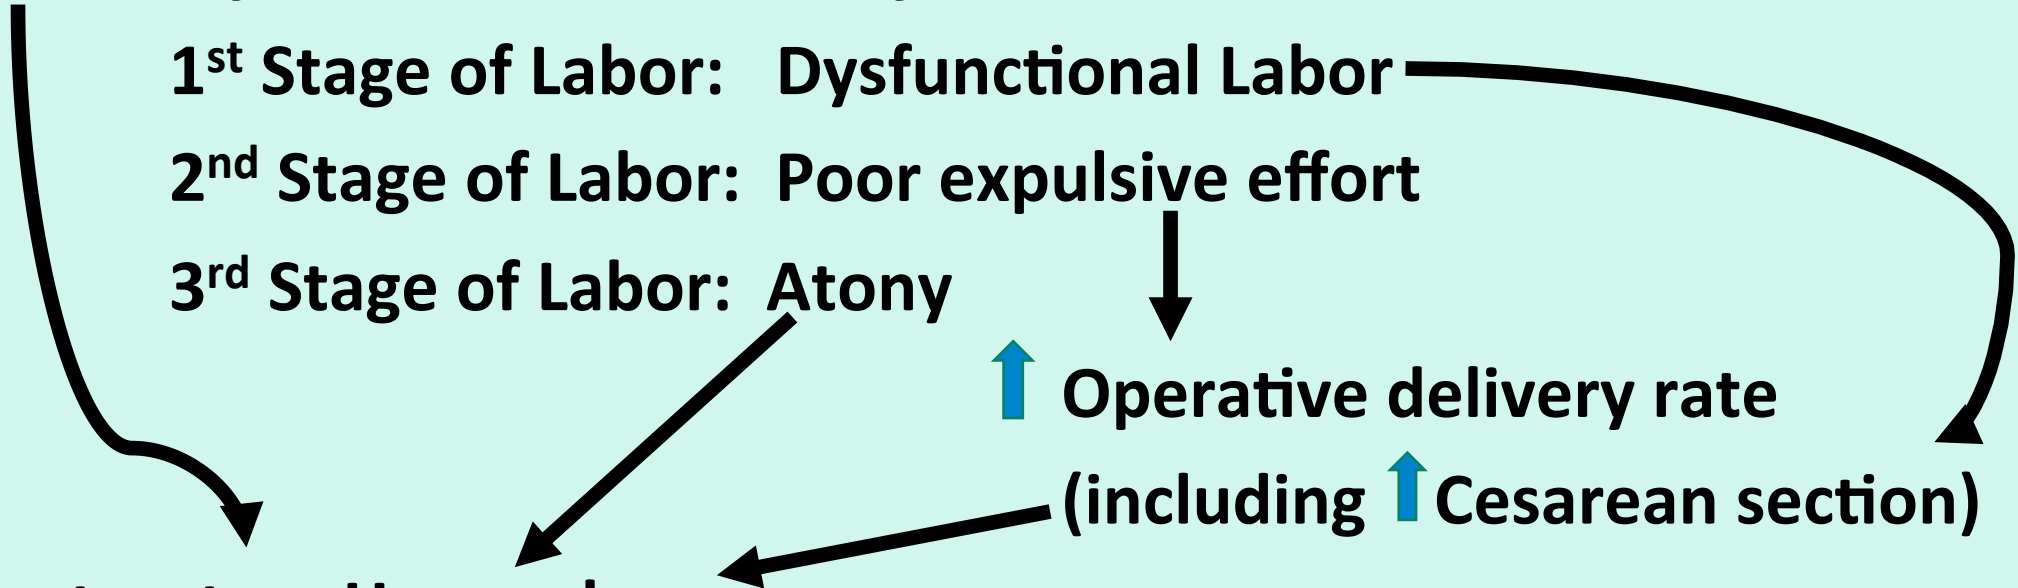 1st Stage of Labor: Dysfunctional Labor
2nd Stage of Labor: Poor expulsive effort
3rd Stage of Labor: Atony
Operative delivery rate
(including Cesarean section)